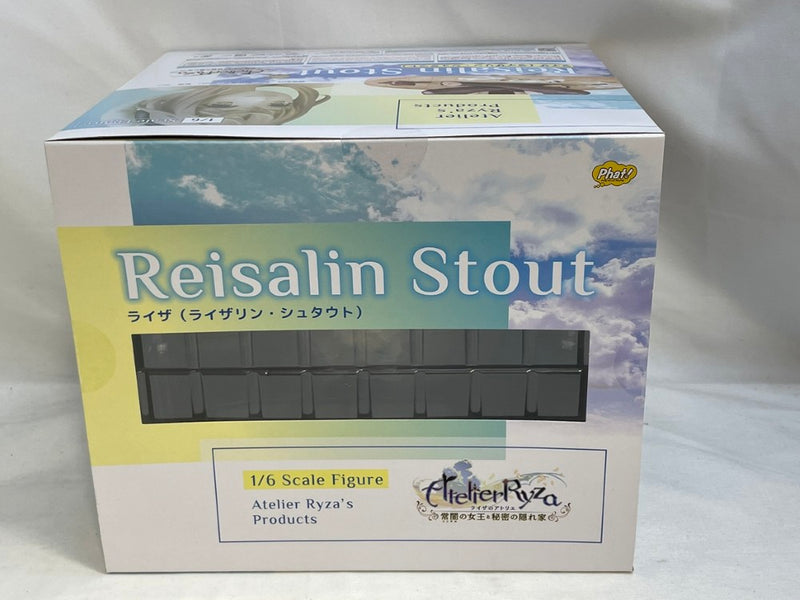 Reisalin Stout
Atelier
Ryza's
Products
1/6
Phat!
Reisalin Stout
ライザ（ライザリン・シュタウト）
1/6 Scale Figure
Atelier Ryza's
Products
Atelier Ryza
ライザのアトリエ
常闇の女王と秘密の隠れ家